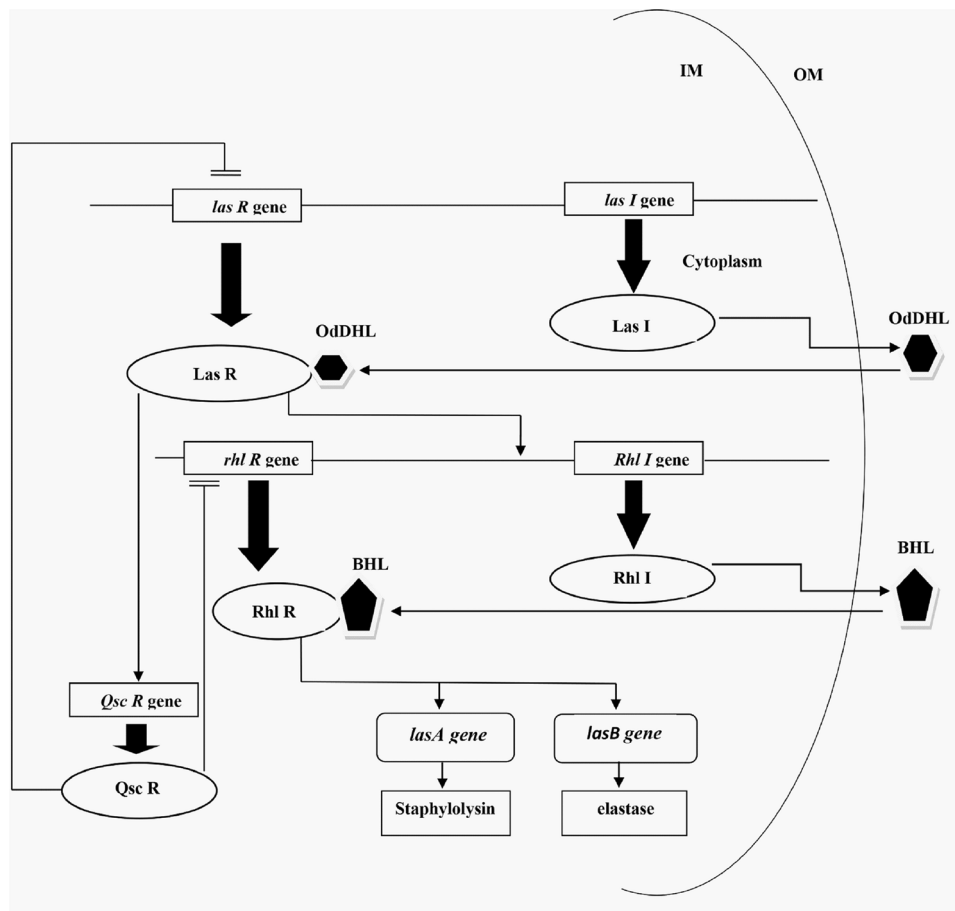 IM
OM
las R gene
las I gene
Cytoplasm
OdDHL
Las I
OdDHL
Las R
rhl R gene
Rhl I gene
BHL
BHL
Rhl I
Rhl R
Qsc R gene
lasA gene
lasB gene
Qsc R
Staphylolysin
elastase